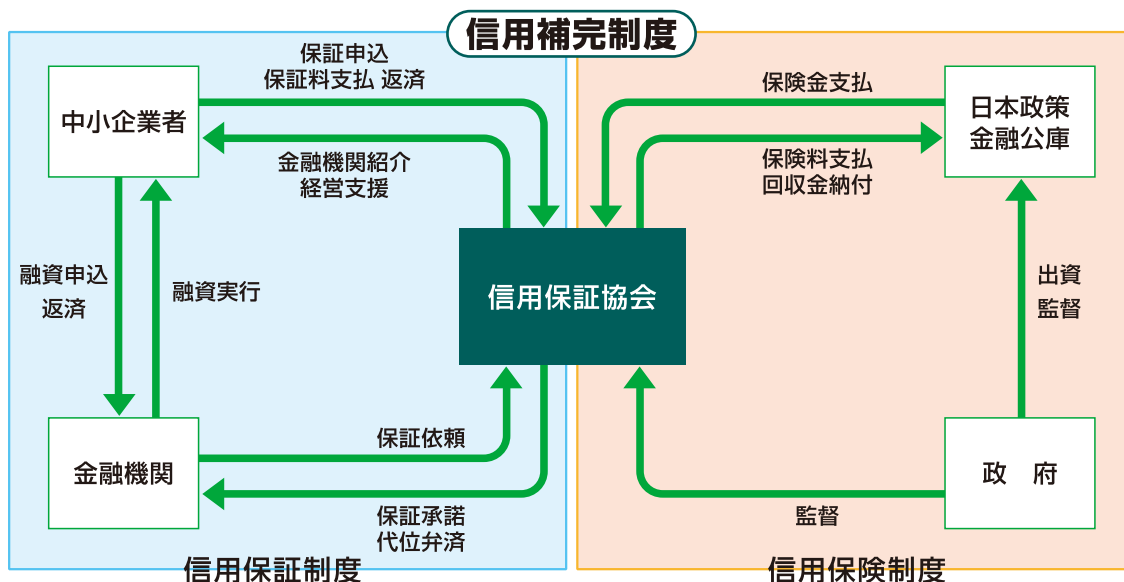 信用補完制度
保証申込
保証料支払 返済
中小企業者
金融機関紹介
経営支援
保険金支払
日本政策
金融公庫
保険料支払
回収金納付
融資申込
返済
融資実行
信用保証協会
出資
監督
保証依頼
金融機関
保証承諾
代位弁済
監督
政　府
信用保証制度
信用保険制度